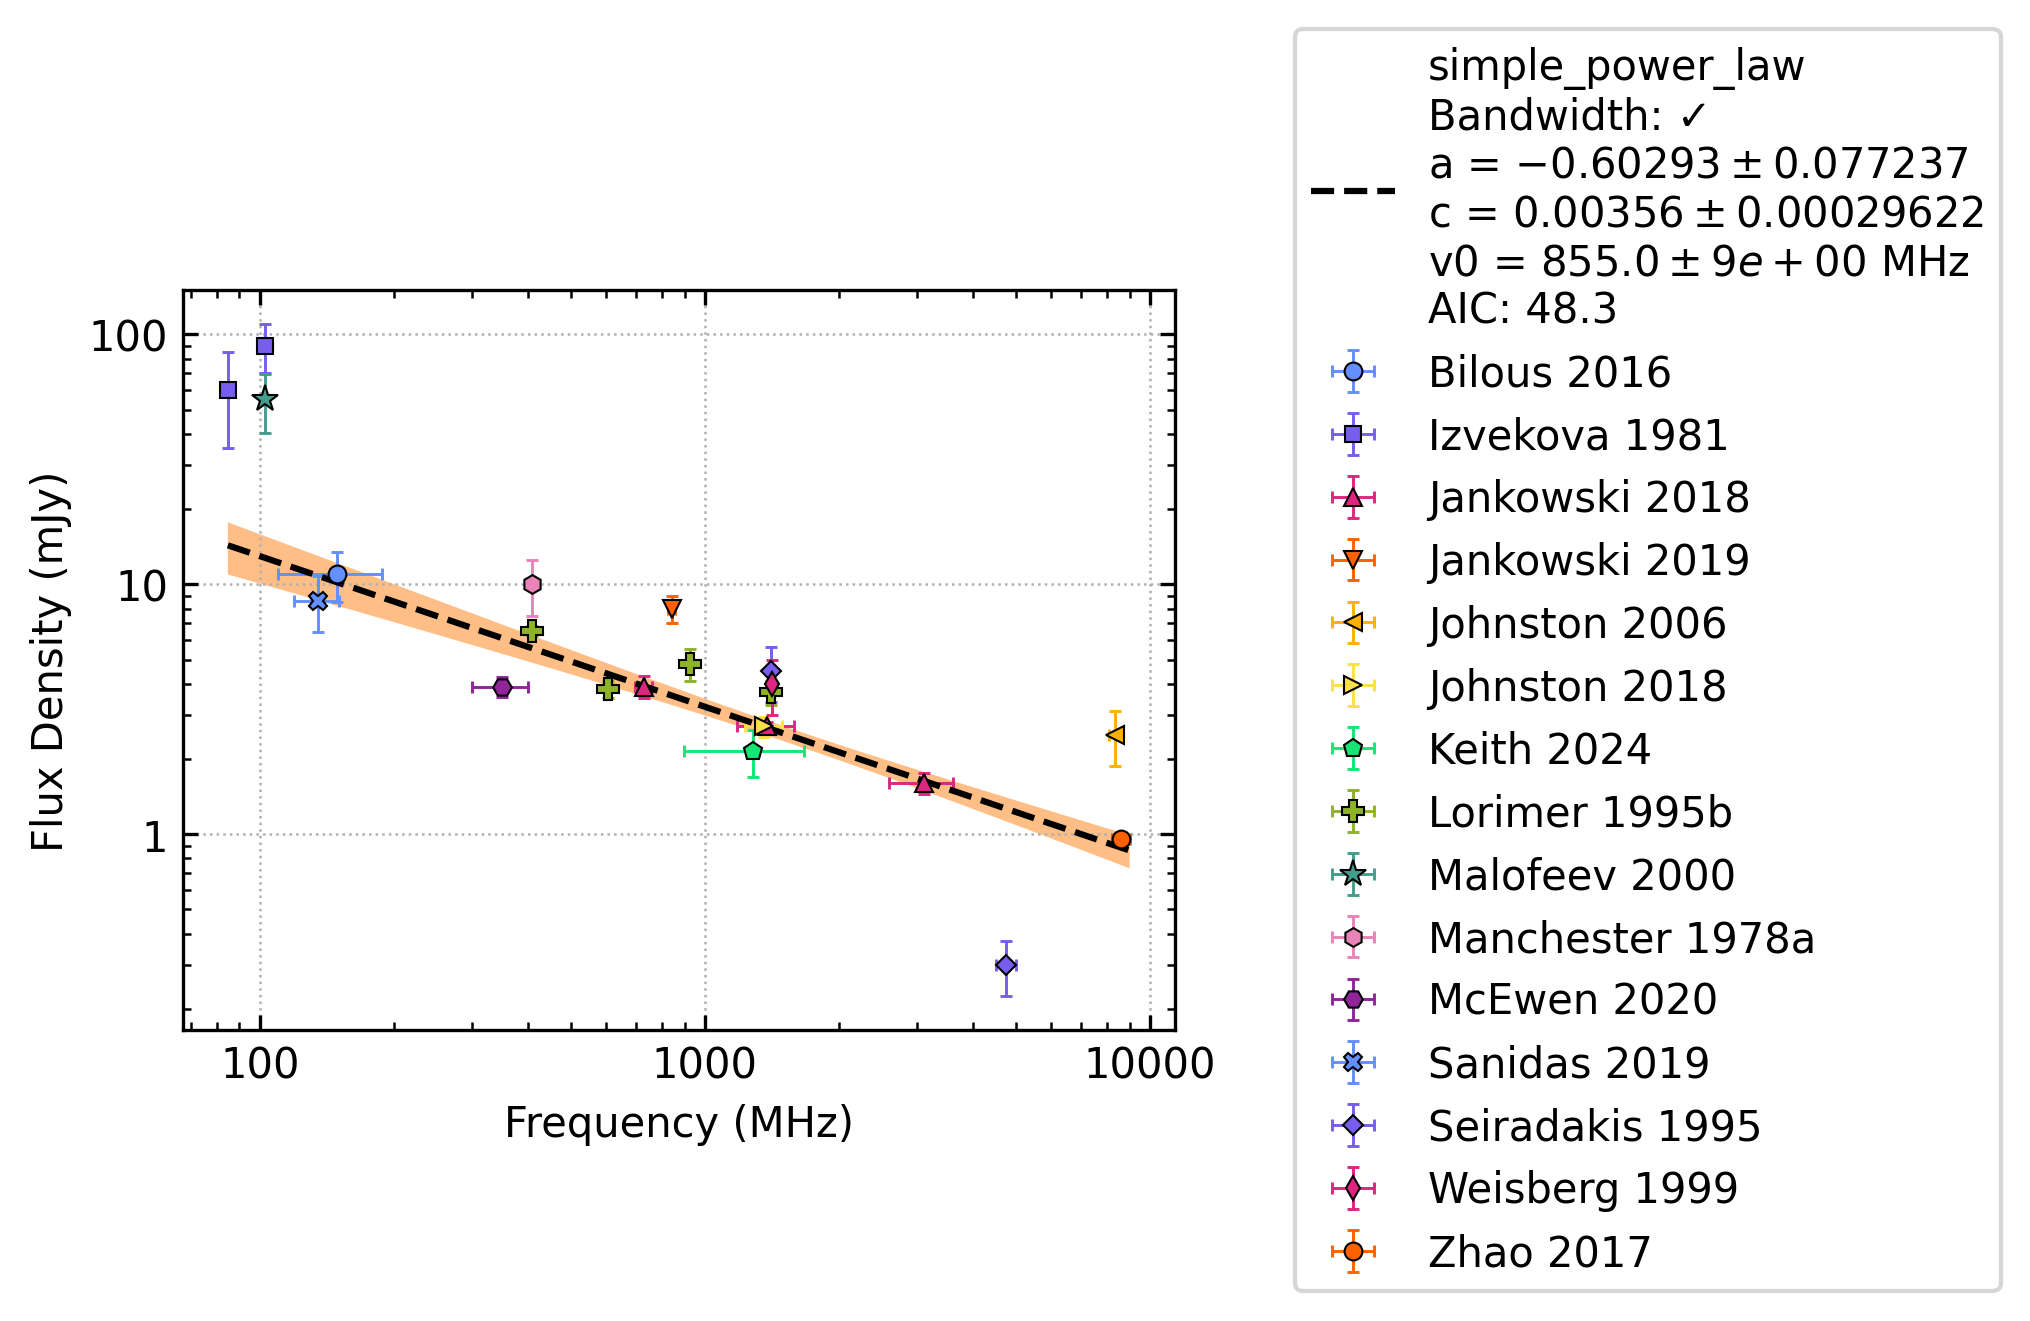 simple_power_law
Bandwidth: ✓
a = −0.60293 ± 0.077237
c = 0.00356 ± 0.00029622
v0 = 855.0 ± 9e + 00 MHz
AIC: 48.3
Bilous 2016
Izvekova 1981
Jankowski 2018
Jankowski 2019
Johnston 2006
Johnston 2018
Keith 2024
Lorimer 1995b
Malofeev 2000
Manchester 1978a
McEwen 2020
Sanidas 2019
Seiradakis 1995
Weisberg 1999
Zhao 2017
Flux Density (mJy)
100
10
1
100
1000
10000
Frequency (MHz)